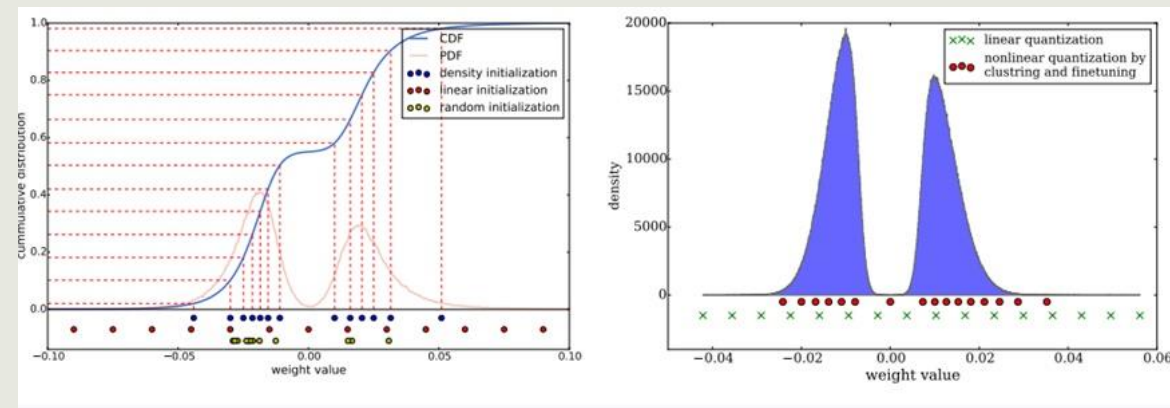 1.0
0.8
0.6
0.4
0.2
0.0
cummulative distribution
CDF
PDF
density initialization
linear initialization
random initialization
−0.10
−0.05
0.00
0.05
0.10
weight value
20000
15000
10000
5000
0
density
linear quantization
nonlinear quantization by
clustring and finetuning
−0.04
−0.02
0.00
0.02
0.04
0.06
weight value